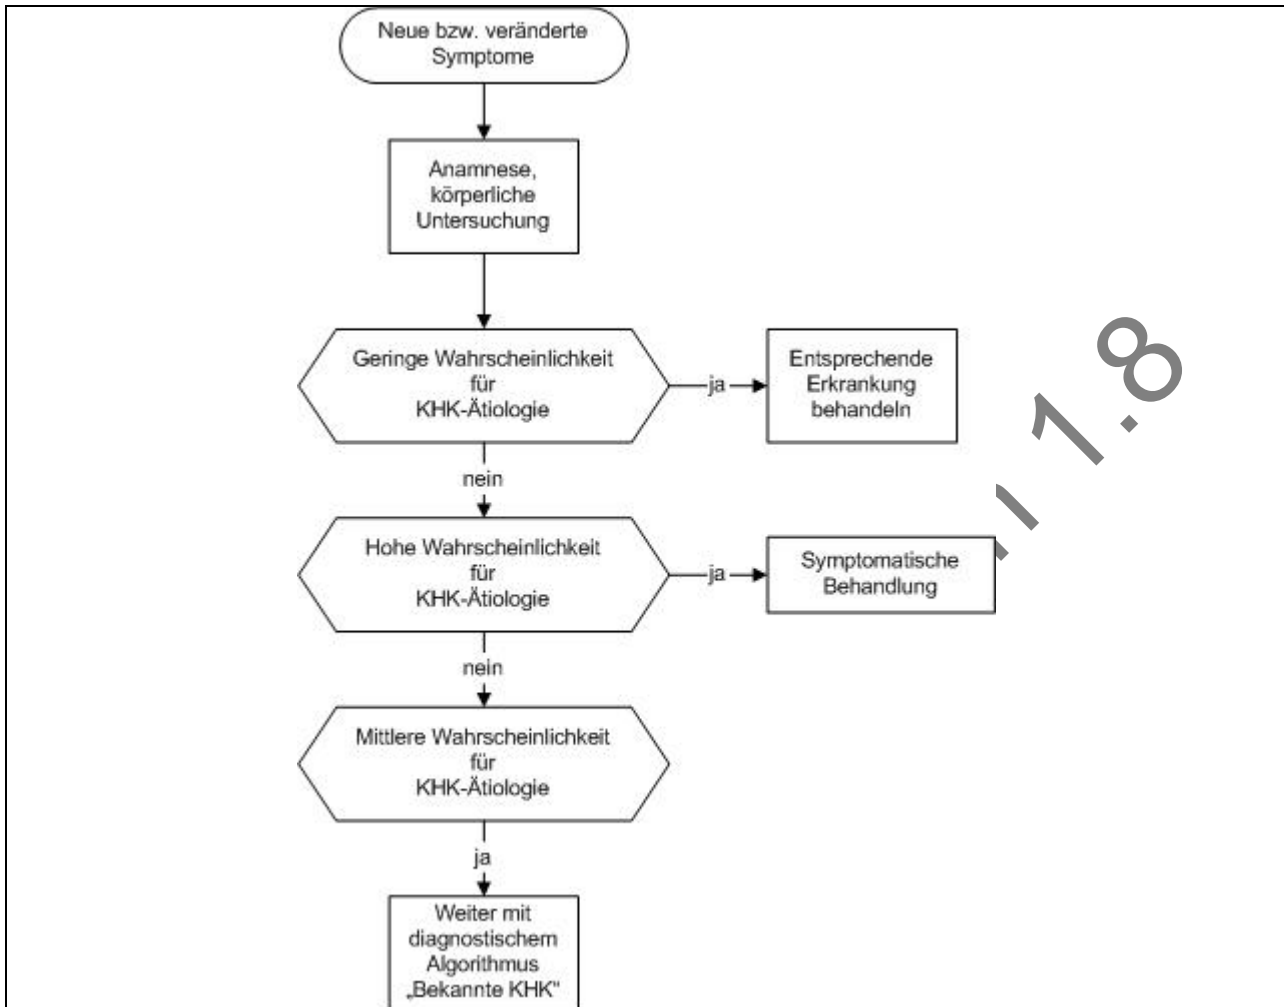 Neue bzw. veränderte
Symptome
Anamnese,
körperliche
Untersuchung
Geringe Wahrscheinlichkeit
für
KHK-Ätiologie
ja
Entsprechende
Erkrankung
behandeln
nein
Hohe Wahrscheinlichkeit
für
KHK-Ätiologie
ja
Symptomatische
Behandlung
nein
Mittlere Wahrscheinlichkeit
für
KHK-Ätiologie
ja
Weiter mit
diagnostischem
Algorithmus
„Bekannte KHK"
1.8